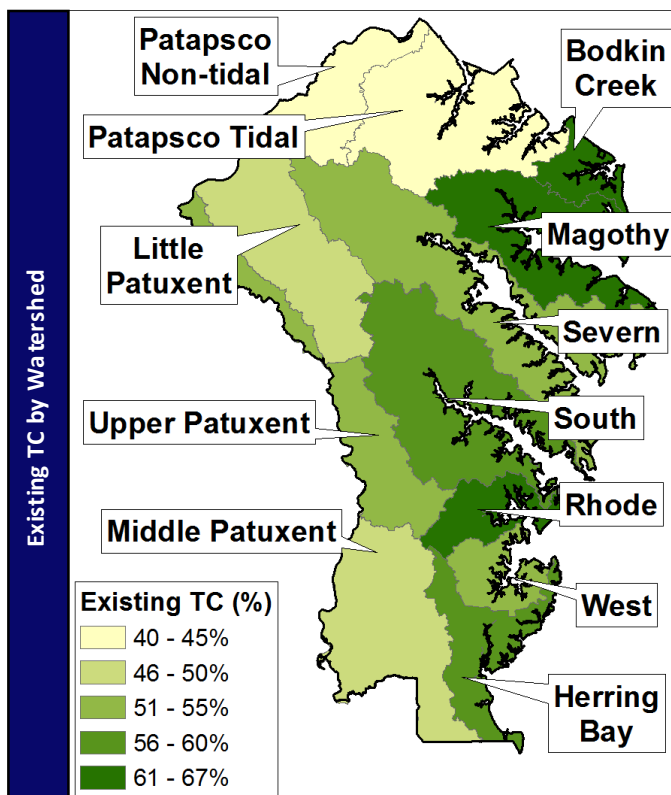 Existing TC by Watershed
Patapsco
Non-tidal
Bodkin
Creek
Patapsco Tidal
Magothy
Little
Patuxent
Severn
South
Upper Patuxent
Rhode
Middle Patuxent
West
Herring
Bay
Existing TC (%)
40 - 45%
46 - 50%
51 - 55%
56 - 60%
61 - 67%